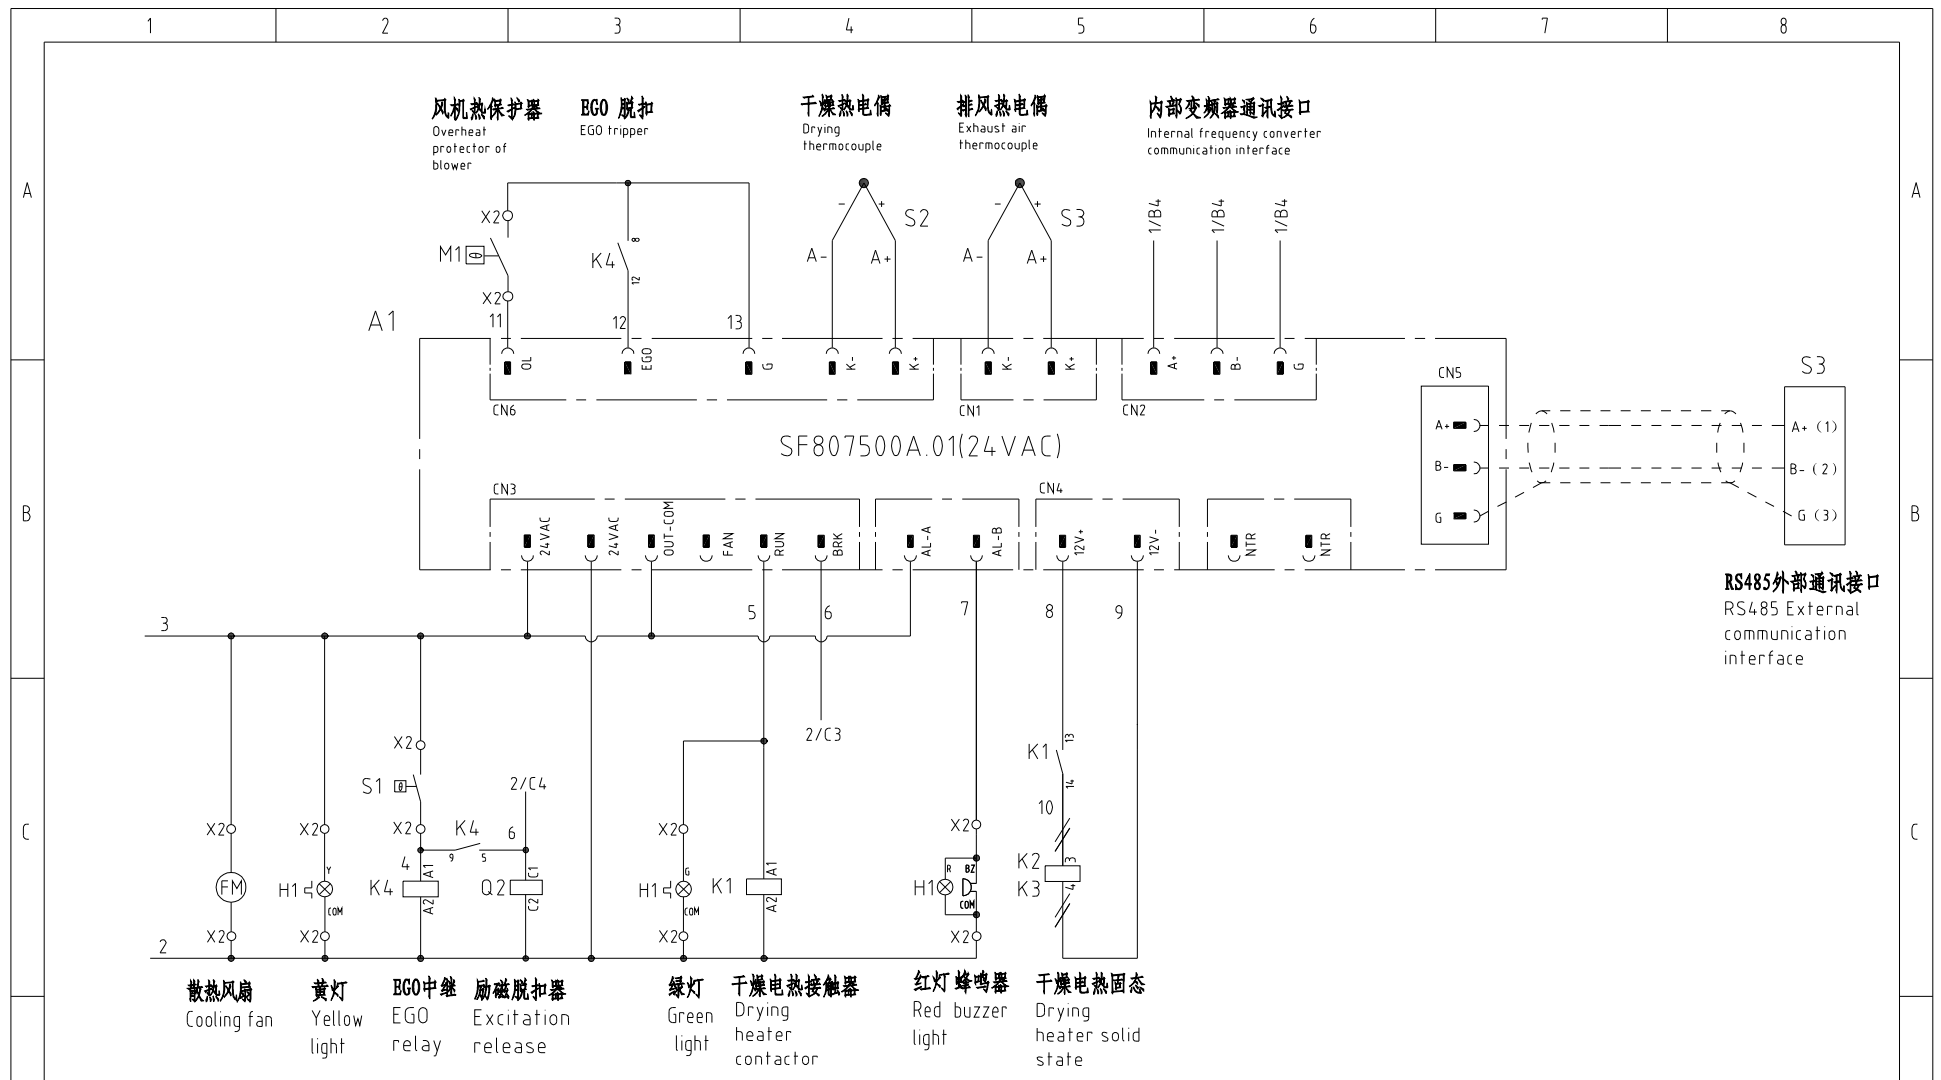 1 2 3 4 5 6 7 8
风机热保护器 EGO 脱扣 干燥热电偶 排风热电偶 内部变频器通讯接口
Overheat
protector of
blower
EGO tripper
Drying
thermocouple
Exhaust air
thermocouple
Internal frequency converter
communication interface
A A
X2
M1 θ
X2
K4 8 12
- + S2
A- A+
- + S3
A- A+
1/B4 1/B4 1/B4
A1
11 12 13
OL EGO G K- K+ K- K+ A+ B- G
CN6 CN1 CN2
SF807500A.01(24VAC)
CN5
A+
B-
G
S3
A+ (1)
B- (2)
G (3)
B B
CN3 CN4
24VAC 24VAC OUT-COM FAN RUN BRK AL-A AL-B 12V+ 12V- NTR NTR
RS485外部通讯接口
RS485 External
communication
interface
3 5 6 7 8 9
2/C3
C C
X2
S1 θ
X2
2/C4
K4 9 5
6
4
X2
FM
X2
X2
H1 Y COM
X2
K4 A1 A2
Q2 C1 C2
X2
H1 G COM
X2
K1 A1 A2
X2
H1 R BZ COM
X2
K1 13 14
10
K2 3
K3 4
2
散热风扇 黄灯 EGO中继 励磁脱扣器 绿灯 干燥电热接触器 红灯 蜂鸣器 干燥电热固态
Cooling fan
Yellow
light
EGO
relay
Excitation
release
Green
light
Drying
heater
contactor
Red buzzer
light
Drying
heater solid
state